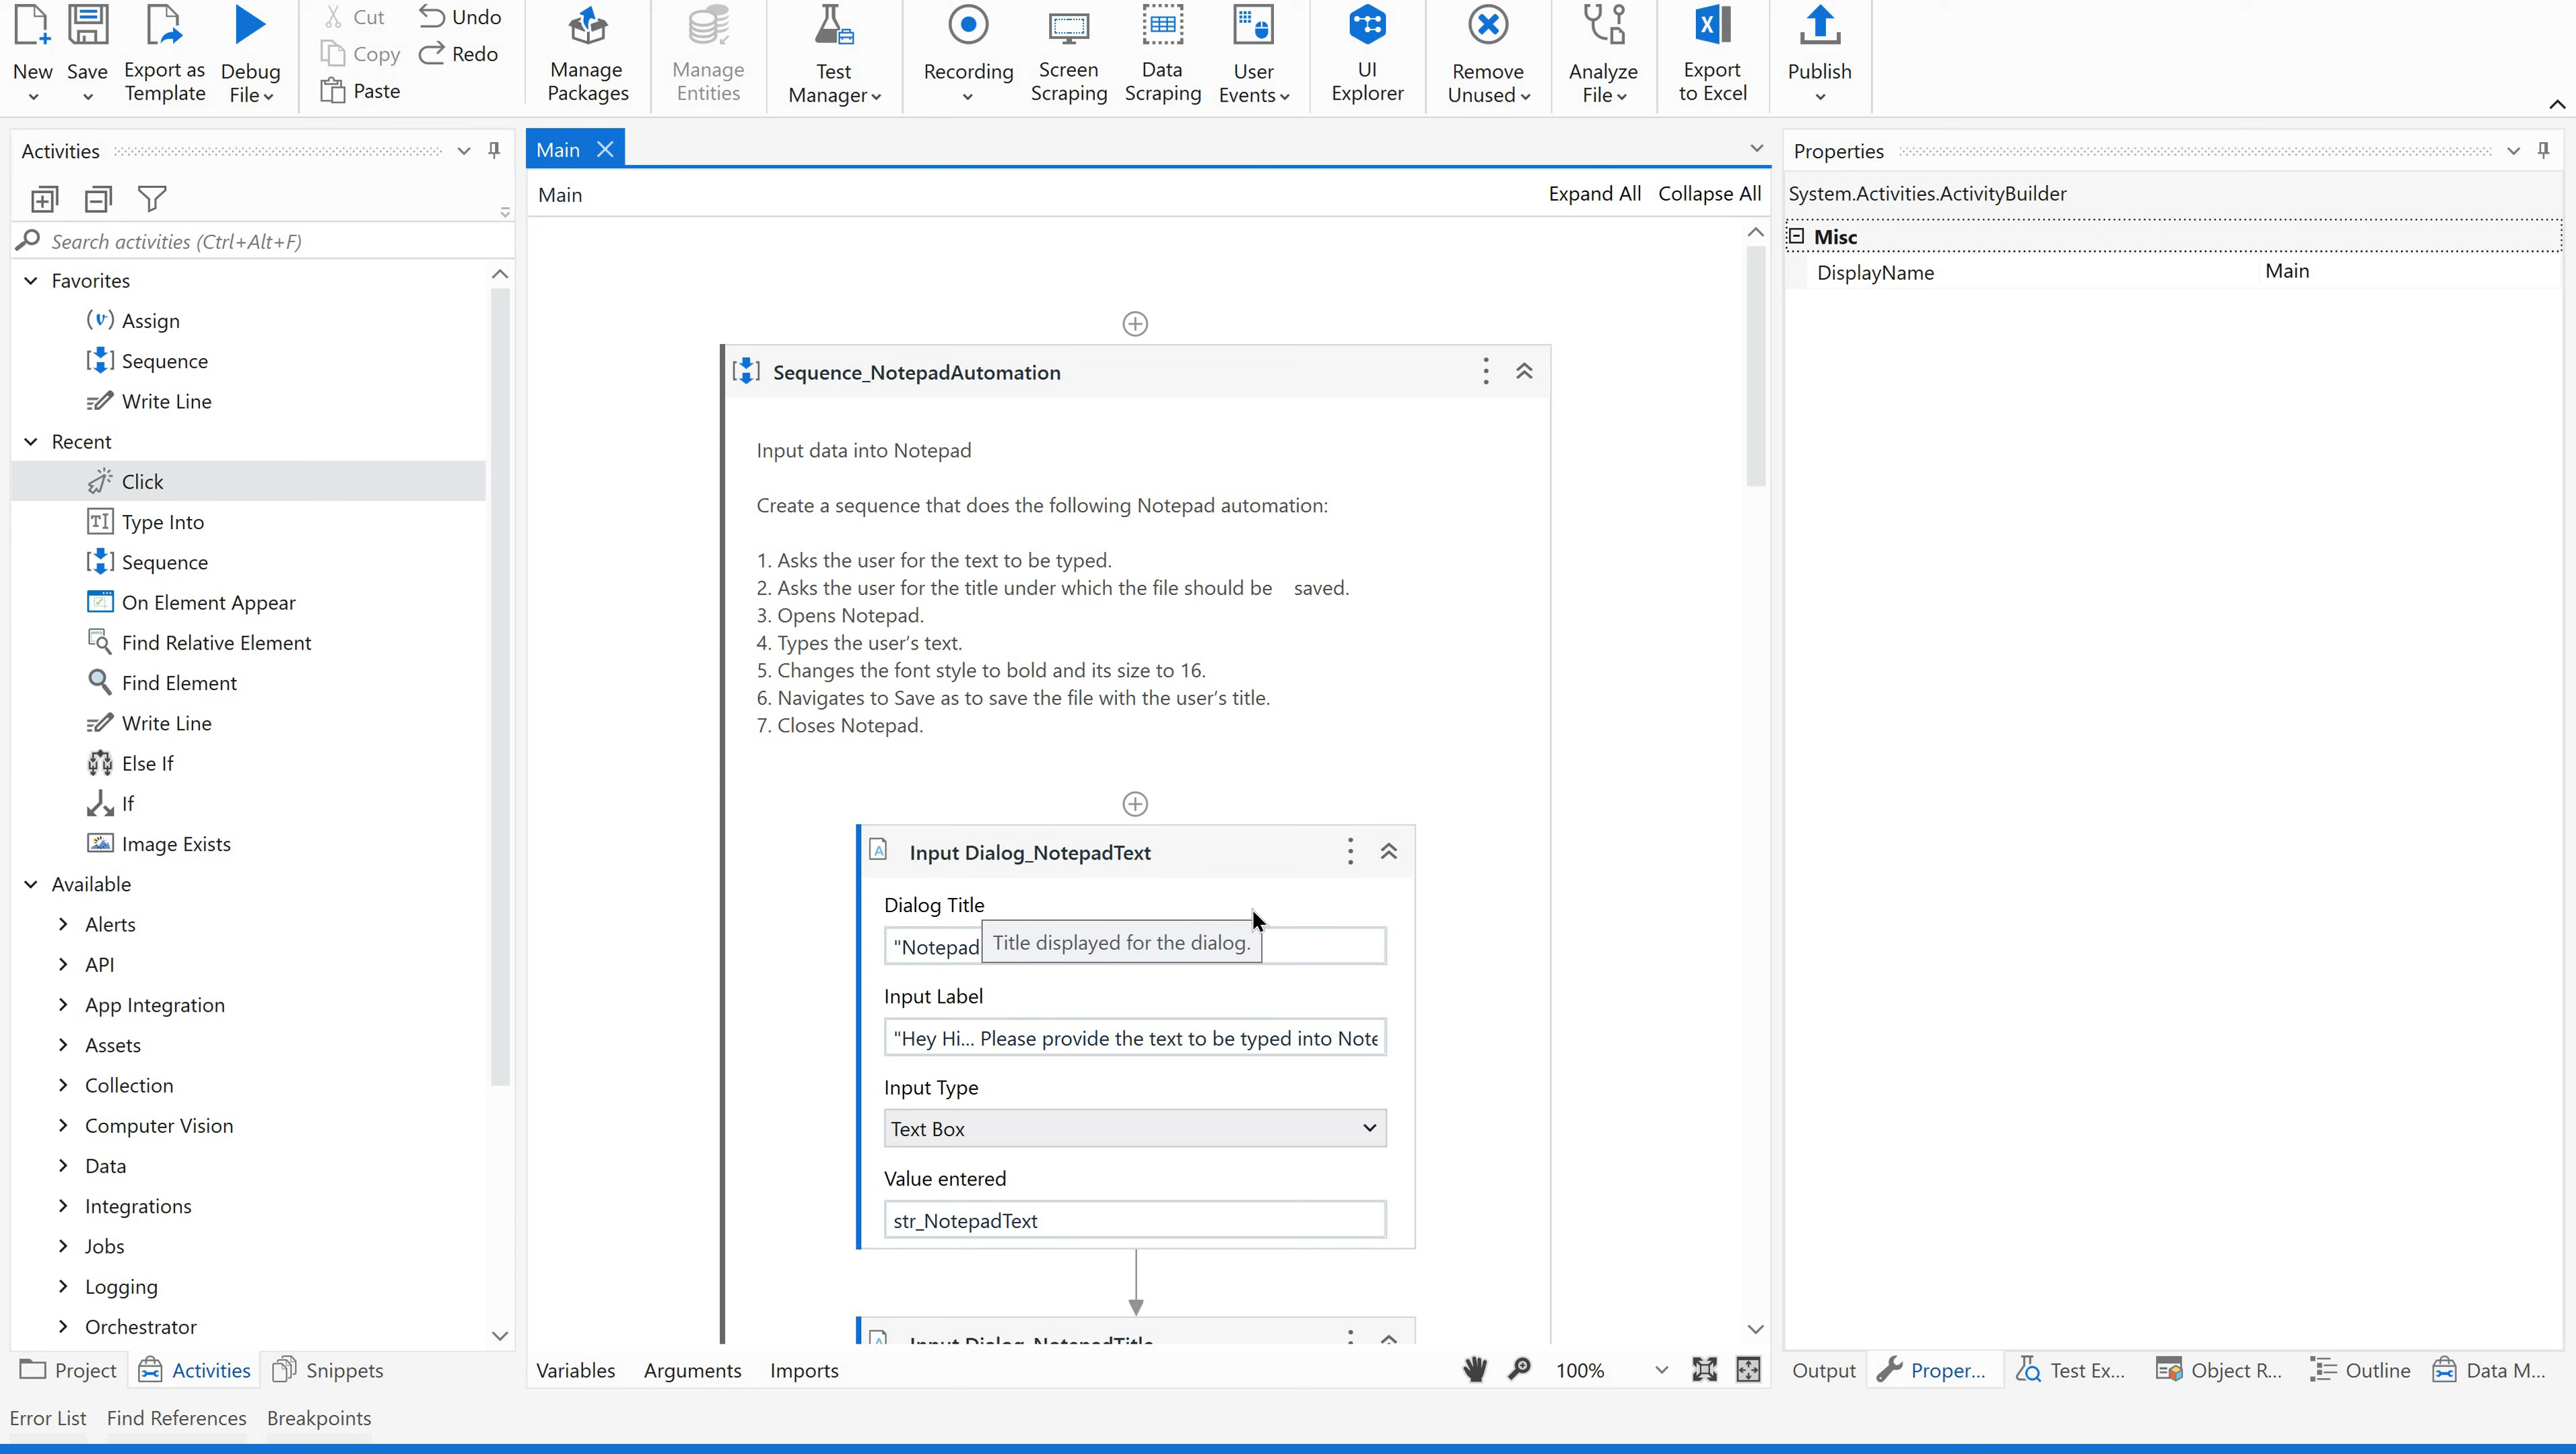 New
Save
Export as
Template
Debug
File
Cut
Copy
Paste
Undo
Redo
Manage
Packages
Manage
Entities
Test
Manager
Recording
Screen
Scraping
Data
Scraping
User
Events
UI
Explorer
Remove
Unused
Analyze
File
Export
to Excel
Publish
Activities
Search activities (Ctrl+Alt+F)
Favorites
Assign
Sequence
Write Line
Recent
Click
Type Into
Sequence
On Element Appear
Find Relative Element
Find Element
Write Line
Else If
If
Image Exists
Available
Alerts
API
App Integration
Assets
Collection
Computer Vision
Data
Integrations
Jobs
Logging
Orchestrator
Project
Activities
Snippets
Main
Main
Expand All
Collapse All
Sequence_NotepadAutomation
Input data into Notepad
Create a sequence that does the following Notepad automation:
1. Asks the user for the text to be typed.
2. Asks the user for the title under which the file should be saved.
3. Opens Notepad.
4. Types the user's text.
5. Changes the font style to bold and its size to 16.
6. Navigates to Save as to save the file with the user's title.
7. Closes Notepad.
Input Dialog_NotepadText
Dialog Title
"Notepad
Title displayed for the dialog.
Input Label
"Hey Hi... Please provide the text to be typed into Note
Input Type
Text Box
Value entered
str_NotepadText
Input Dialog_NotepadTitle
Variables
Arguments
Imports
100%
Properties
System.Activities.ActivityBuilder
Misc
DisplayName
Main
Output
Proper...
Test Ex...
Object R...
Outline
Data M...
Error List
Find References
Breakpoints